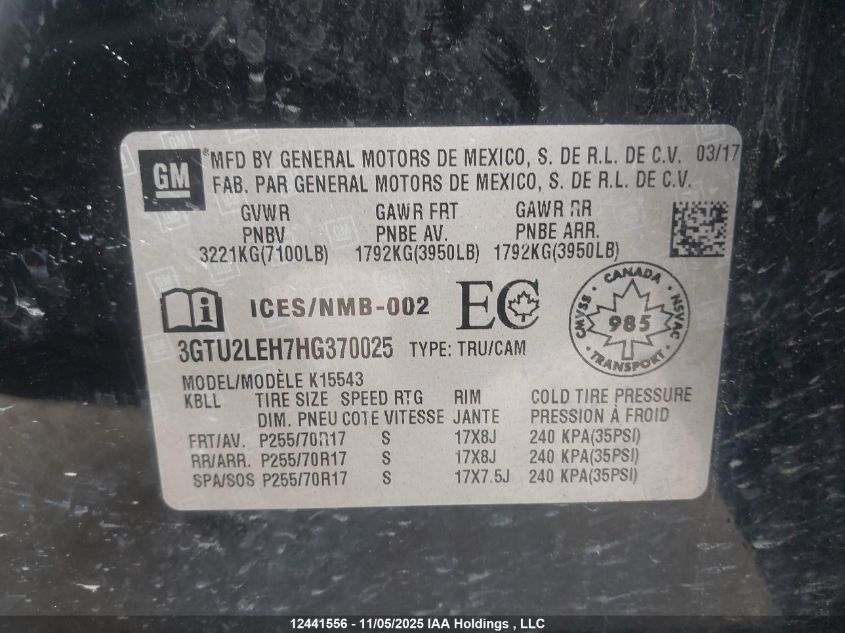 GM
*MFD BY GENERAL MOTORS DE MEXICO, S. DE R.L. DE C.V. 03/17
FAB. PAR GENERAL MOTORS DE MEXICO, S. DE R.L. DE C.V.
GVWR GAWR FRT GAWR RR
PNBV PNBE AV. PNBE ARR.
3221KG(7100LB) 1792KG(3950LB) 1792KG(3950LB)
ICES/NMB-002 EC
CANADA
CMVSS 985 NSVAC
TRANSPORT
3GTU2LEH7HG370025 TYPE: TRU/CAM
MODEL/MODÈLE K15543
KBLL TIRE SIZE SPEED RTG RIM COLD TIRE PRESSURE
DIM. PNEU COTE VITESSE JANTE PRESSION À FROID
FRT/AV. P255/70R17 S 17X8J 240 KPA(35PSI)
RR/ARR. P255/70R17 S 17X8J 240 KPA(35PSI)
SPA/SOS P255/70R17 S 17X7.5J 240 KPA(35PSI)
12441556 - 11/05/2025 IAA Holdings , LLC